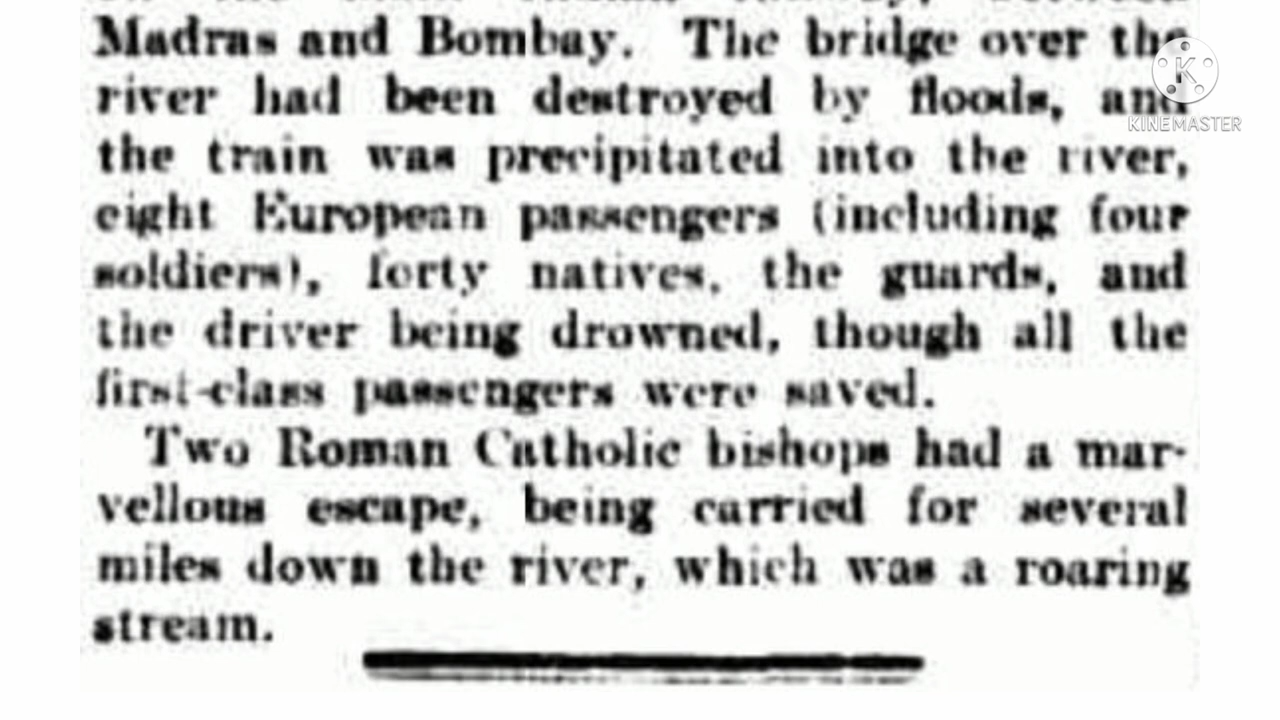 Madras and Bombay. The bridge over the
river had been destroyed by floods, and
the train was precipitated into the river,
eight European passengers (including four
soldiers), forty natives, the guards, and
the driver being drowned, though all the
first-class passengers were saved.
Two Roman Catholic bishops had a mar-
vellous escape, being carried for several
miles down the river, which was a roaring
stream.
K
KINEMASTER